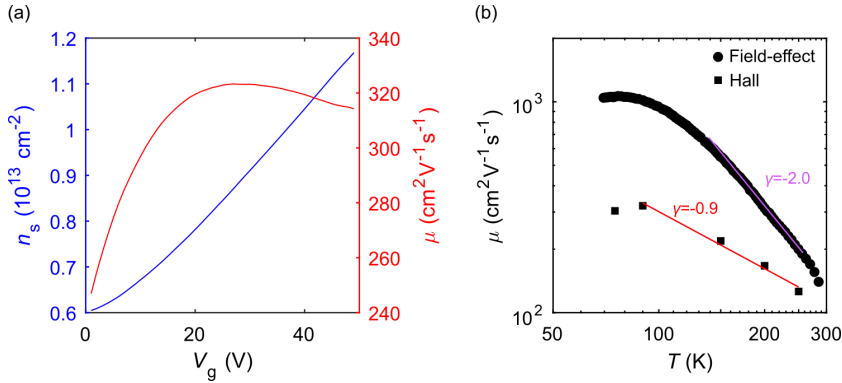 (a)
1.2
1.1
1
0.9
0.8
0.7
0.6
n_s (10^13 cm^-2)
0
20
40
V_g (V)
340
320
300
280
260
240
μ (cm^2V^-1s^-1)
(b)
10^3
10^2
μ (cm^2V^-1s^-1)
Field-effect
Hall
γ=-2.0
γ=-0.9
50
100
200
300
T (K)